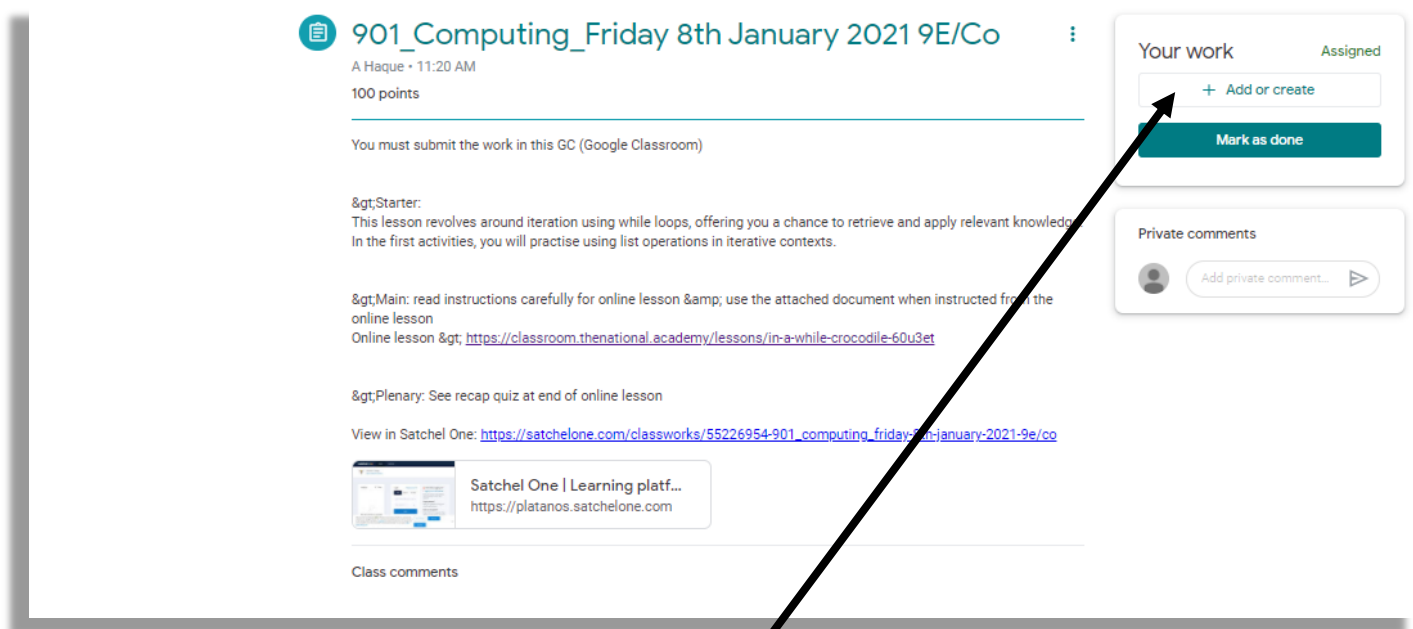 901_Computing_Friday 8th January 2021 9E/Co
A Haque • 11:20 AM
100 points
You must submit the work in this GC (Google Classroom)
&gt;Starter:
This lesson revolves around iteration using while loops, offering you a chance to retrieve and apply relevant knowledge.
In the first activities, you will practise using list operations in iterative contexts.
&gt;Main: read instructions carefully for online lesson &amp; use the attached document when instructed from the
online lesson
Online lesson &gt; https://classroom.thenational.academy/lessons/in-a-while-crocodile-60u3et
&gt;Plenary: See recap quiz at end of online lesson
View in Satchel One: https://satchelone.com/classworks/55226954-901_computing_friday-8th-january-2021-9e/co
Satchel One | Learning platf...
https://platanos.satchelone.com
Class comments
Your work Assigned
+ Add or create
Mark as done
Private comments
Add private comment...